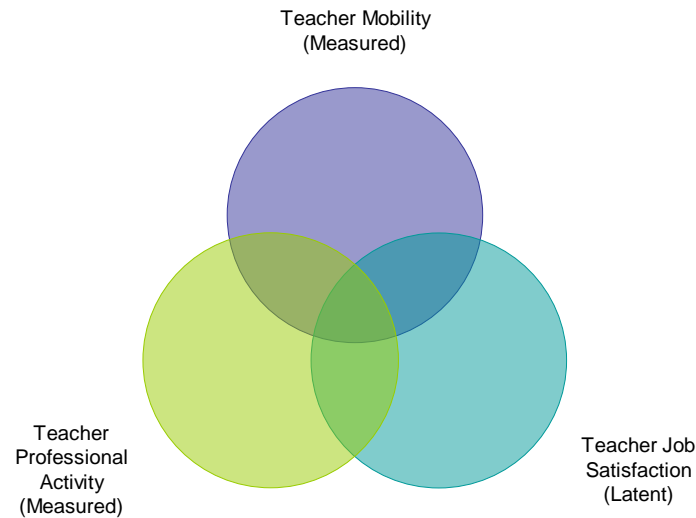 Teacher Mobility
(Measured)
Teacher
Professional
Activity
(Measured)
Teacher Job
Satisfaction
(Latent)